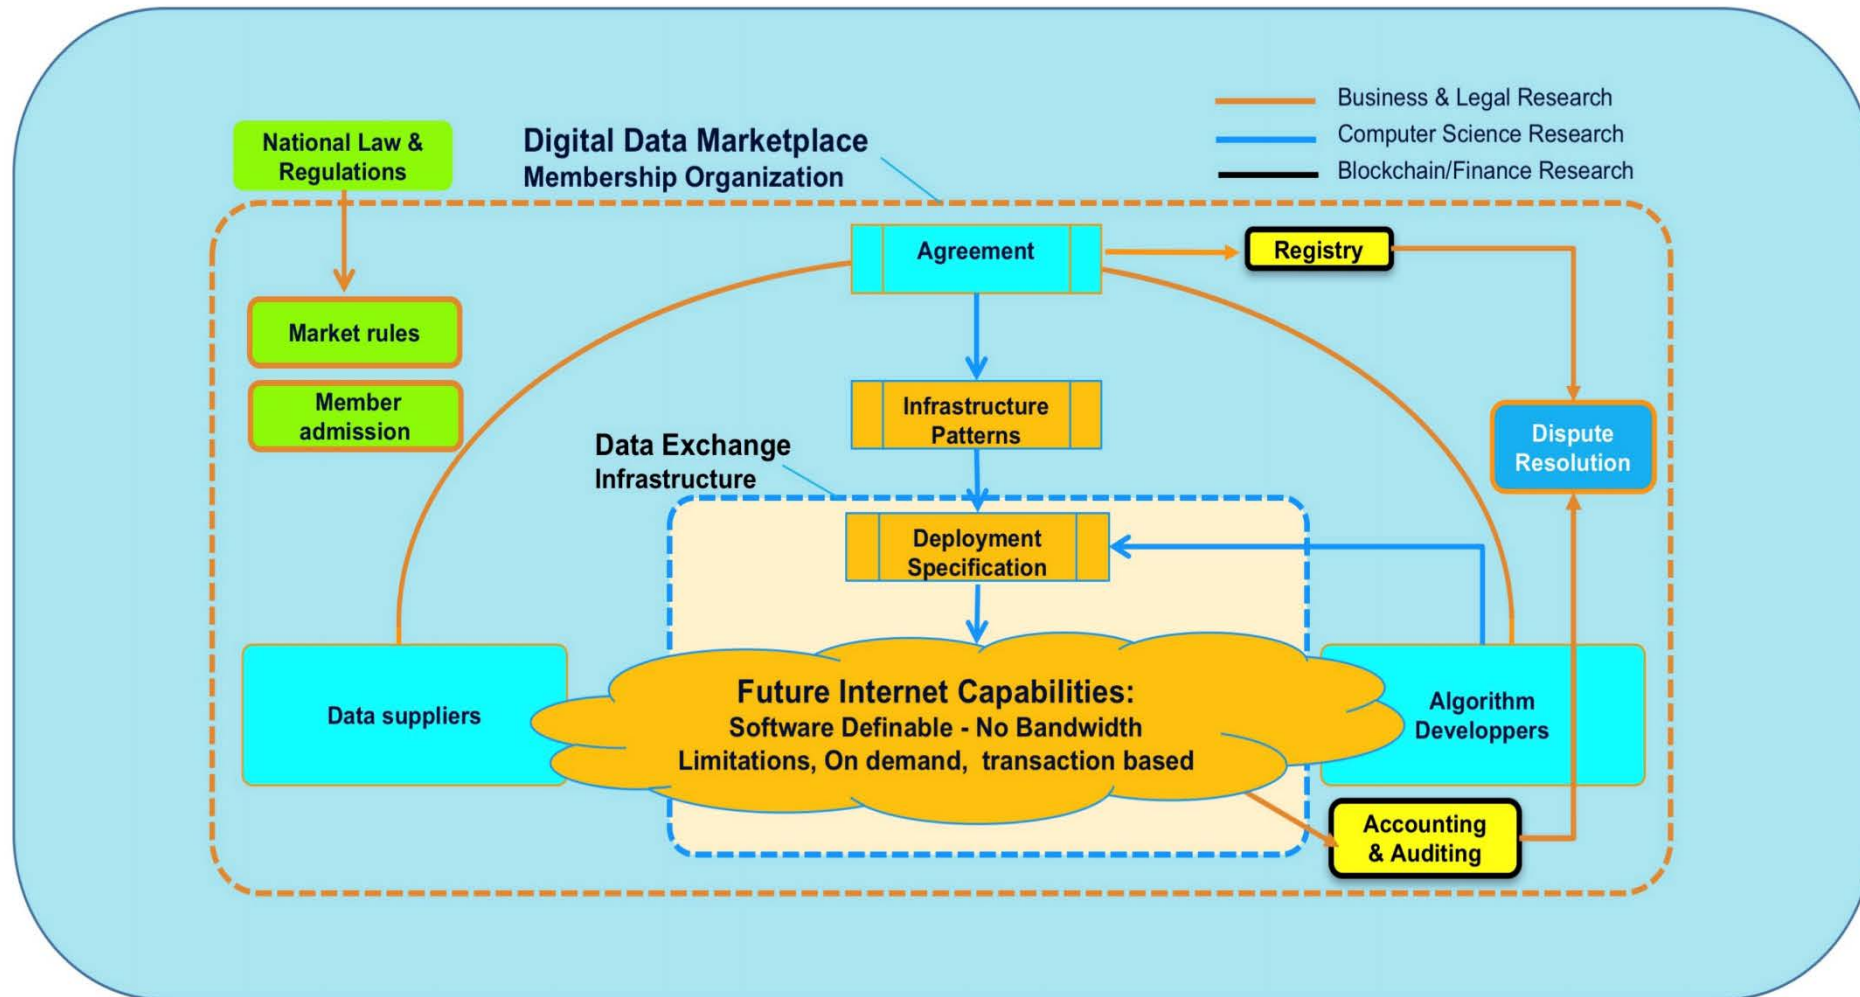 Business & Legal Research
Computer Science Research
Blockchain/Finance Research
National Law &
Regulations
Digital Data Marketplace
Membership Organization
Agreement
Registry
Market rules
Member
admission
Infrastructure
Patterns
Dispute
Resolution
Data Exchange
Infrastructure
Deployment
Specification
Data suppliers
Future Internet Capabilities:
Software Definable - No Bandwidth
Limitations, On demand, transaction based
Algorithm
Developpers
Accounting
& Auditing